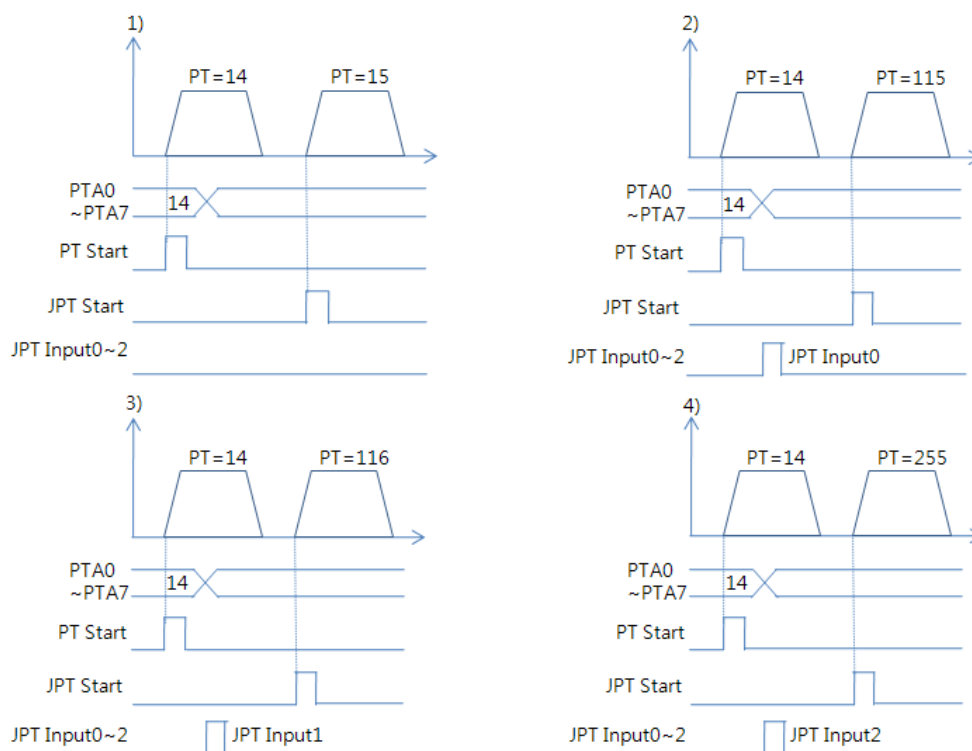 1)
PT=14 PT=15
PTA0
~PTA7
14
PT Start
JPT Start
JPT Input0~2
2)
PT=14 PT=115
PTA0
~PTA7
14
PT Start
JPT Start
JPT Input0~2 JPT Input0
3)
PT=14 PT=116
PTA0
~PTA7
14
PT Start
JPT Start
JPT Input0~2 JPT Input1
4)
PT=14 PT=255
PTA0
~PTA7
14
PT Start
JPT Start
JPT Input0~2 JPT Input2